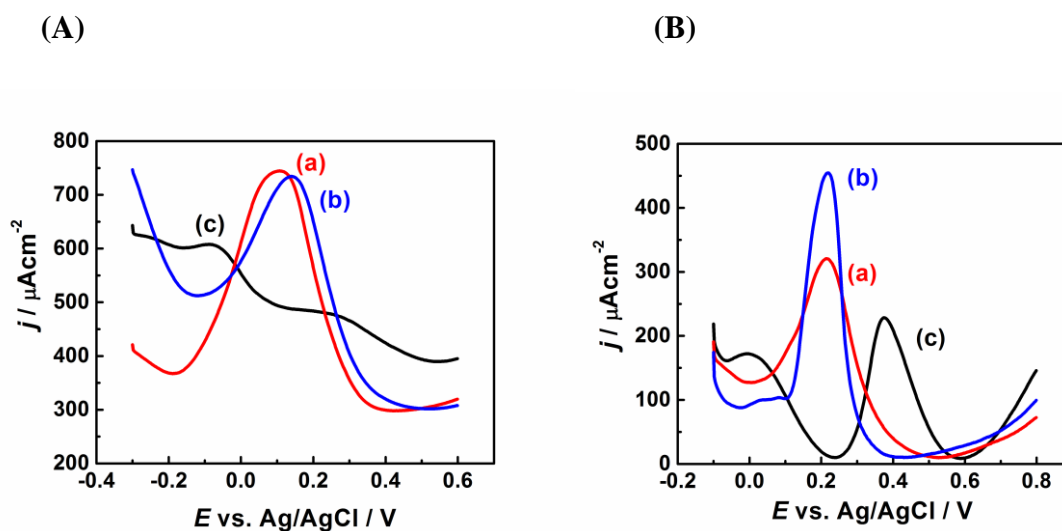 (A)
(B)
800
700
600
500
400
300
200
-0.4 -0.2 0.0 0.2 0.4 0.6
j / μAcm-2
E vs. Ag/AgCl / V
(a)
(b)
(c)
500
400
300
200
100
0
-0.2 0.0 0.2 0.4 0.6 0.8
j / μAcm-2
E vs. Ag/AgCl / V
(b)
(a)
(c)